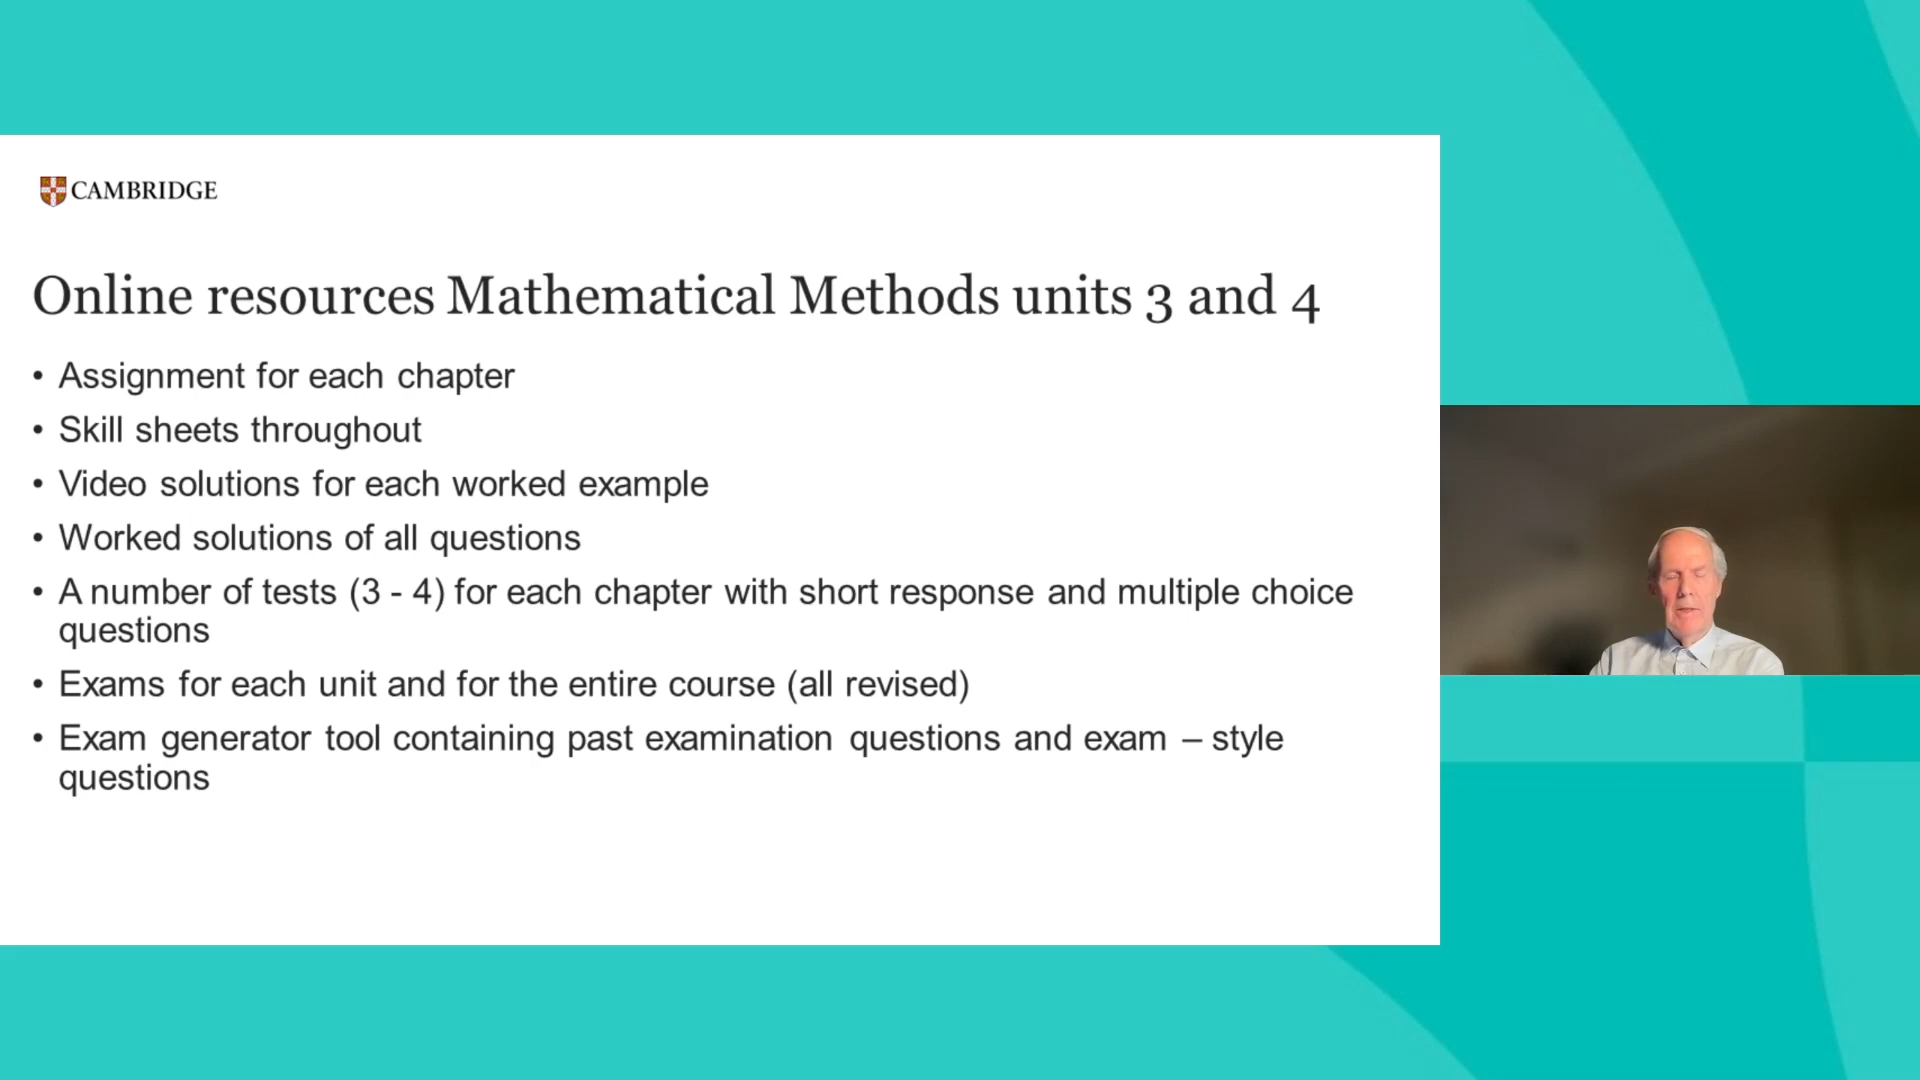 CAMBRIDGE
Online resources Mathematical Methods units 3 and 4
• Assignment for each chapter
• Skill sheets throughout
• Video solutions for each worked example
• Worked solutions of all questions
• A number of tests (3 - 4) for each chapter with short response and multiple choice
questions
• Exams for each unit and for the entire course (all revised)
• Exam generator tool containing past examination questions and exam – style
questions